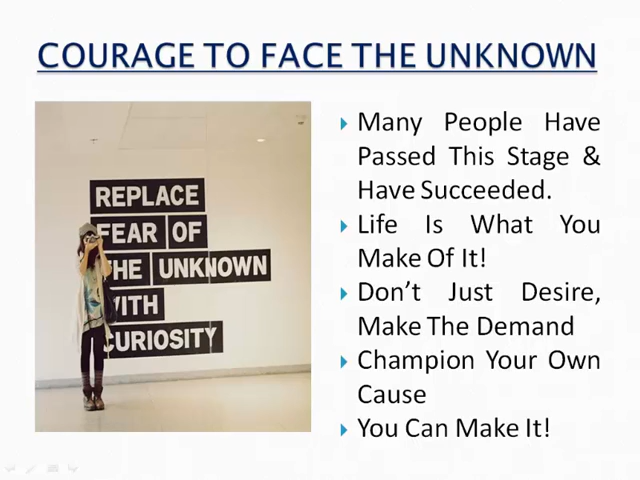 COURAGE TO FACE THE UNKNOWN
REPLACE
FEAR OF
THE UNKNOWN
WITH
CURIOSITY
Many People Have
Passed This Stage &
Have Succeeded.
Life Is What You
Make Of It!
Don’t Just Desire,
Make The Demand
Champion Your Own
Cause
You Can Make It!